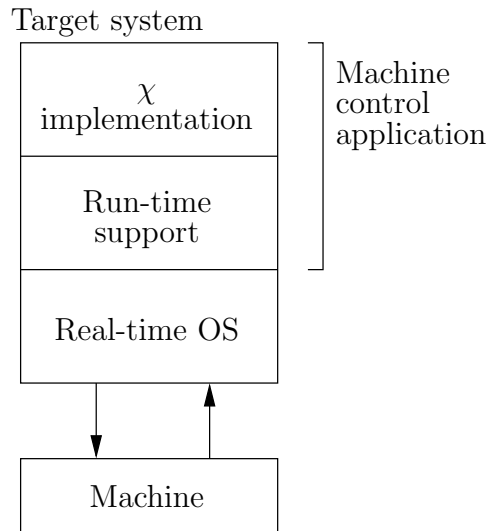 Target system
χ
implementation
Machine
control
application
Run-time
support
Real-time OS
Machine